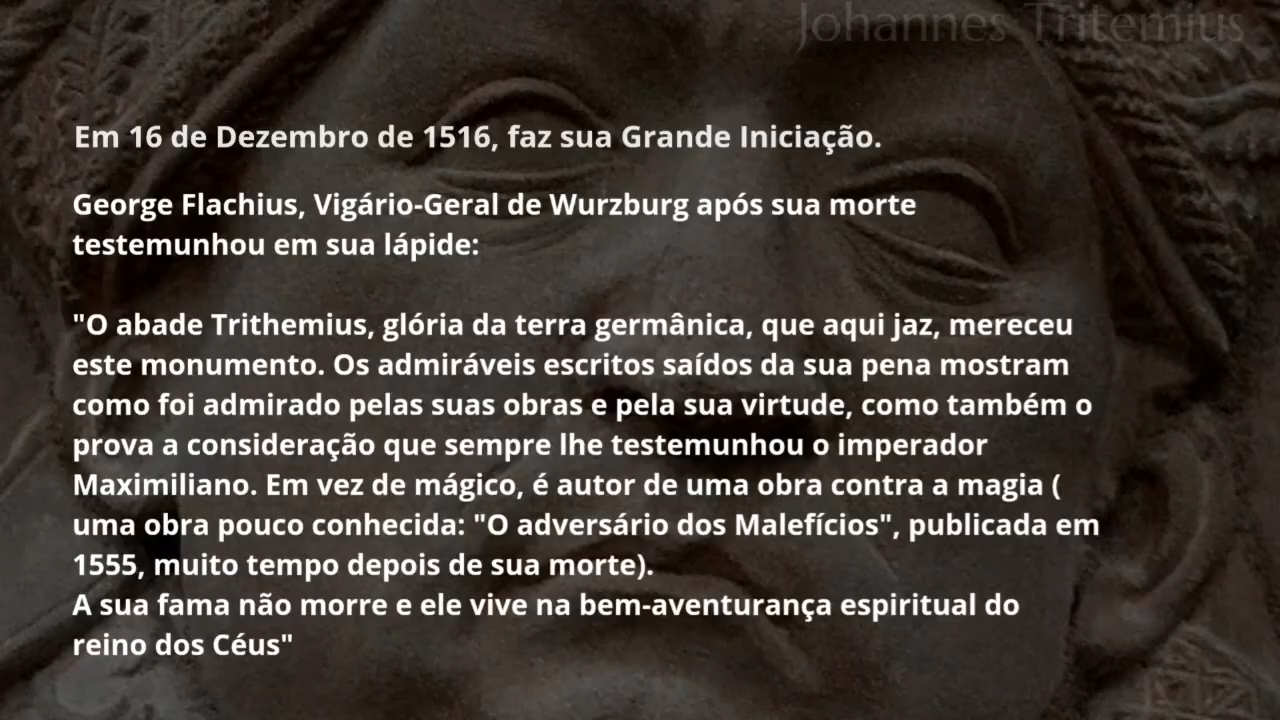 Johannes Tritemius
Em 16 de Dezembro de 1516, faz sua Grande Iniciação.
George Flachius, Vigário-Geral de Wurzburg após sua morte
testemunhou em sua lápide:
"O abade Trithemius, glória da terra germânica, que aqui jaz, mereceu
este monumento. Os admiráveis escritos saídos da sua pena mostram
como foi admirado pelas suas obras e pela sua virtude, como também o
prova a consideração que sempre lhe testemunhou o imperador
Maximiliano. Em vez de mágico, é autor de uma obra contra a magia (
uma obra pouco conhecida: "O adversário dos Malefícios", publicada em
1555, muito tempo depois de sua morte).
A sua fama não morre e ele vive na bem-aventurança espiritual do
reino dos Céus"